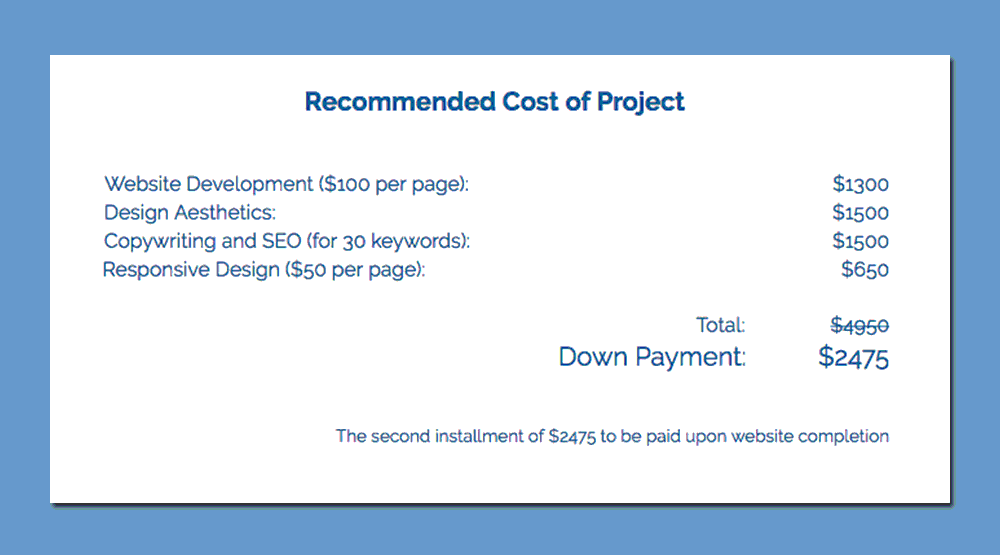 Recommended Cost of Project
Website Development ($100 per page): $1300
Design Aesthetics: $1500
Copywriting and SEO (for 30 keywords): $1500
Responsive Design ($50 per page): $650
Total: $4950
Down Payment: $2475
The second installment of $2475 to be paid upon website completion